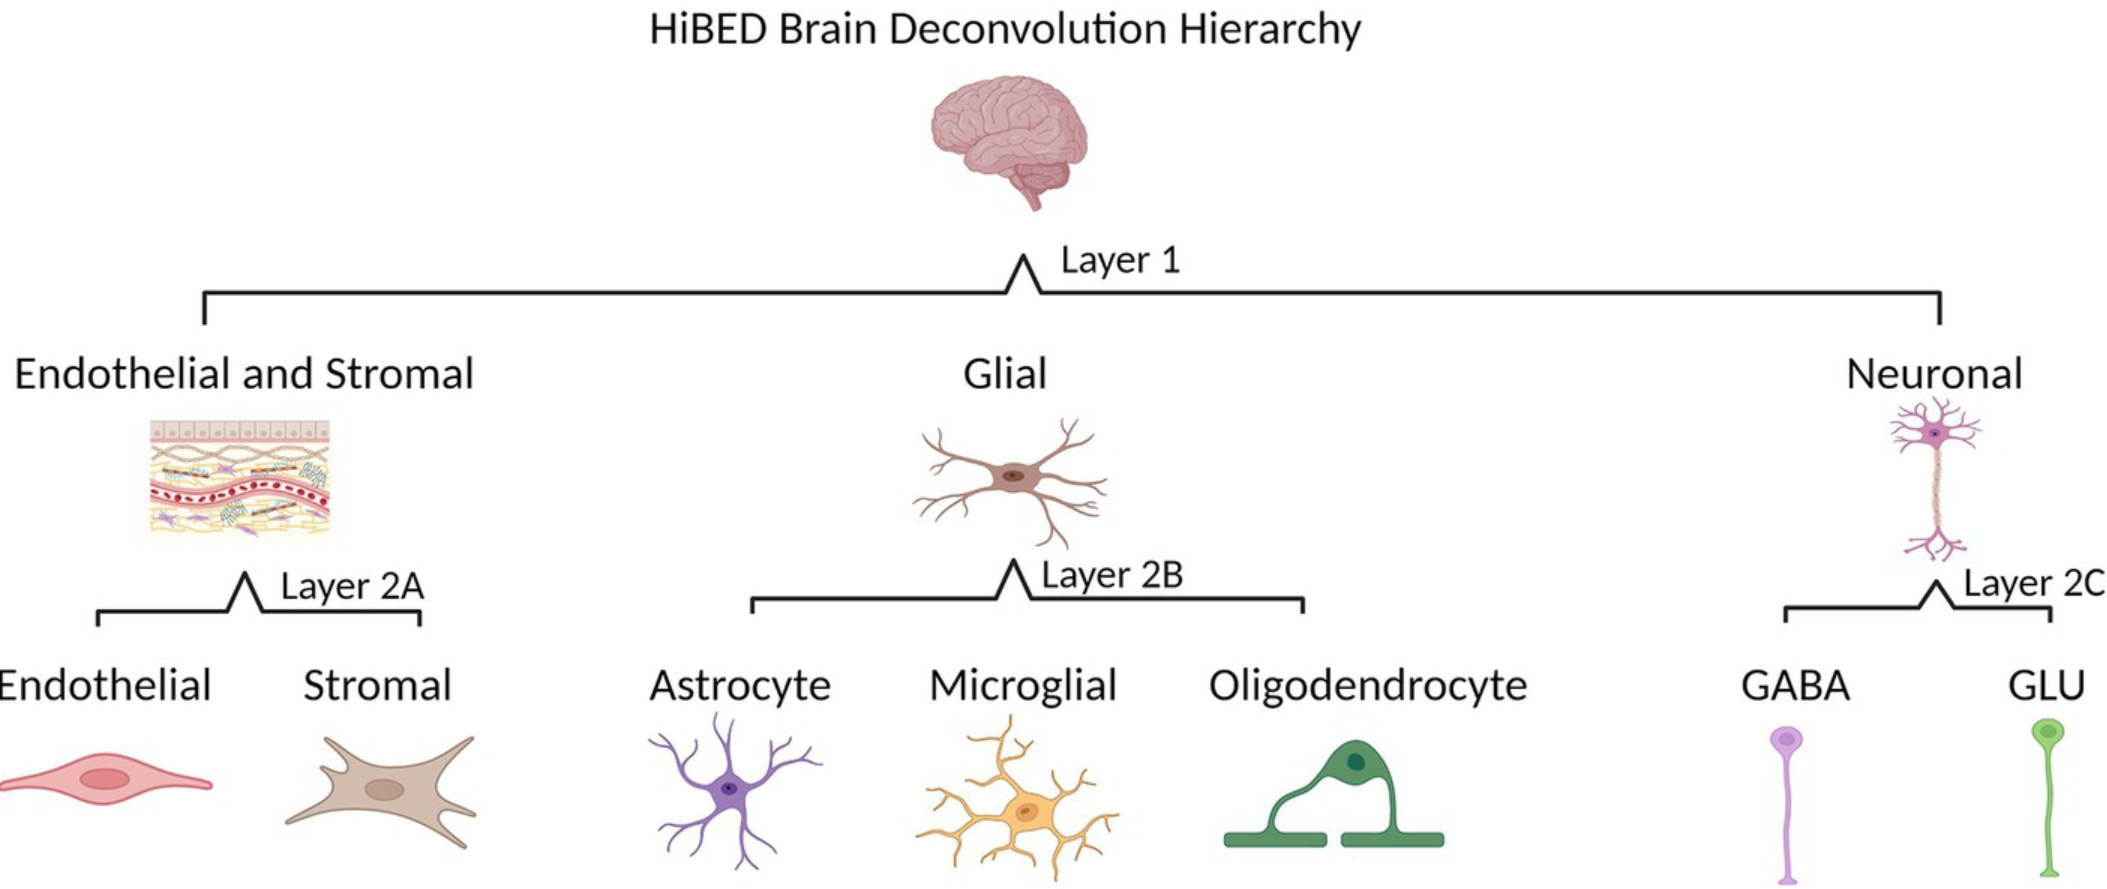 HiBED Brain Deconvolution Hierarchy
Layer 1
Endothelial and Stromal
Glial
Neuronal
Layer 2A
Layer 2B
Layer 2C
Endothelial
Stromal
Astrocyte
Microglial
Oligodendrocyte
GABA
GLU